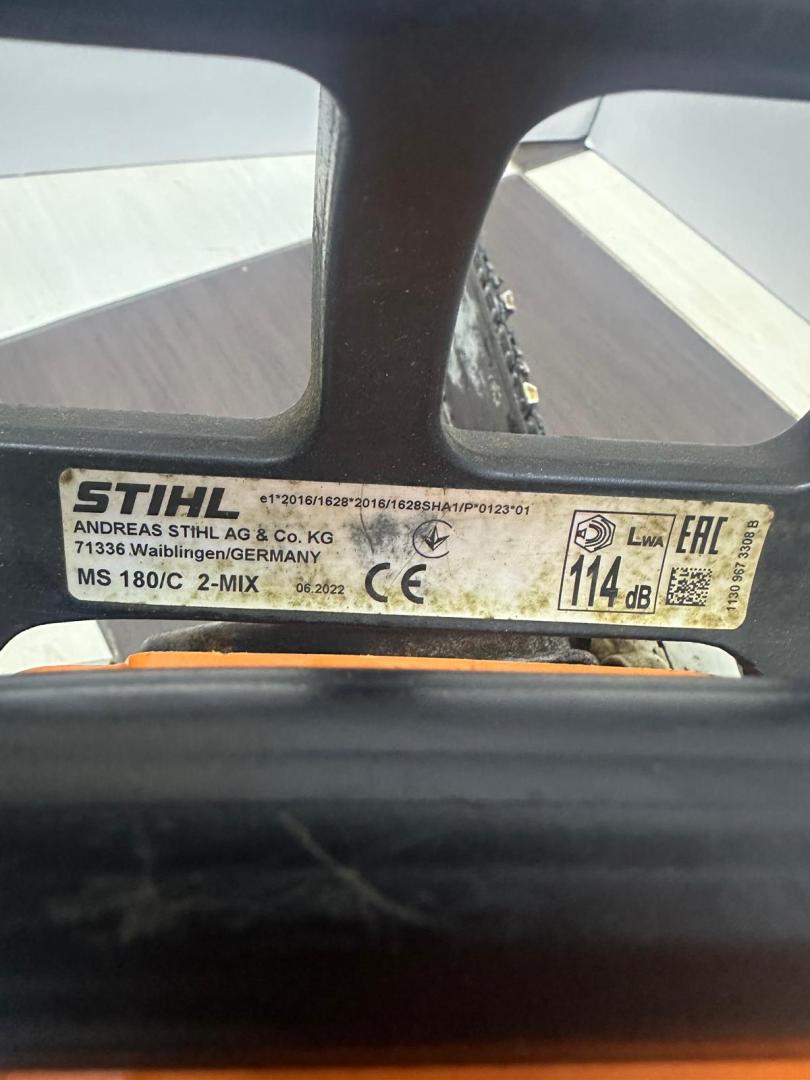 STIHL e1*2016/1628*2016/1628SHA1/P*0123*01
ANDREAS STIHL AG & Co. KG
71336 Waiblingen/GERMANY
MS 180/C 2-MIX 06.2022 CE
LWA
114 dB
EAC
1130 967 3308 B